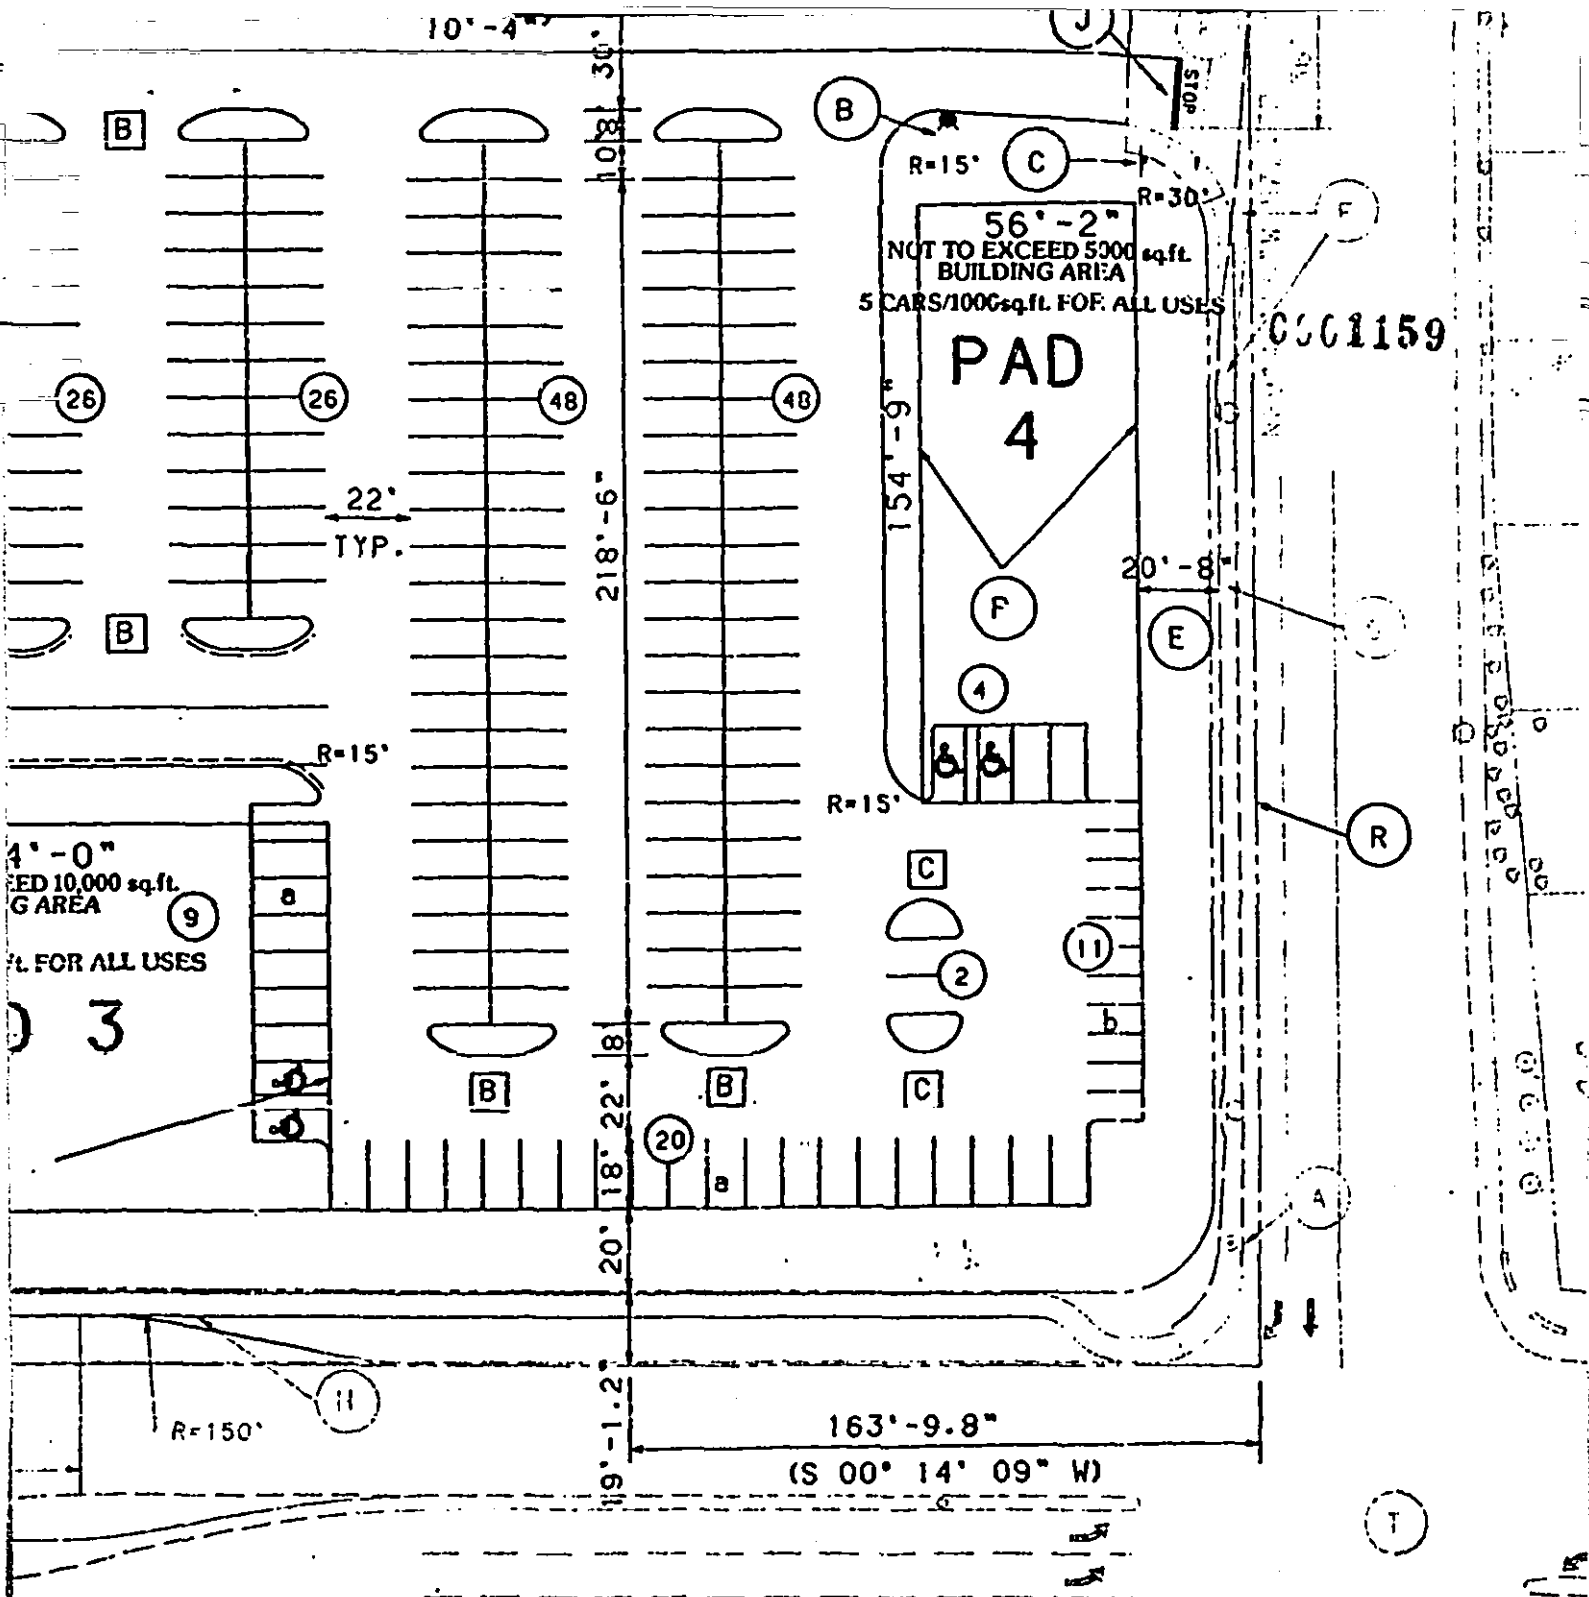 10'-4"
J
30'
STOP
B
B
8'
10'
R=15'
C
R=30'
F
56'-2"
NOT TO EXCEED 5000 sq.ft.
BUILDING AREA
5 CARS/1000sq.ft. FOR ALL USES
PAD
4
26
26
48
48
154'-9"
22'
TYP.
218'-6"
20'-8"
F
E
B
4
R=15'
R=15'
R
4'-0"
ED 10,000 sq.ft.
G AREA
9
a
C
't. FOR ALL USES
3
11
2
b
8'
B
B
C
22'
20
18'
a
A
20'
H
R=150'
19'-1.2"
163'-9.8"
(S 00° 14' 09" W)
T